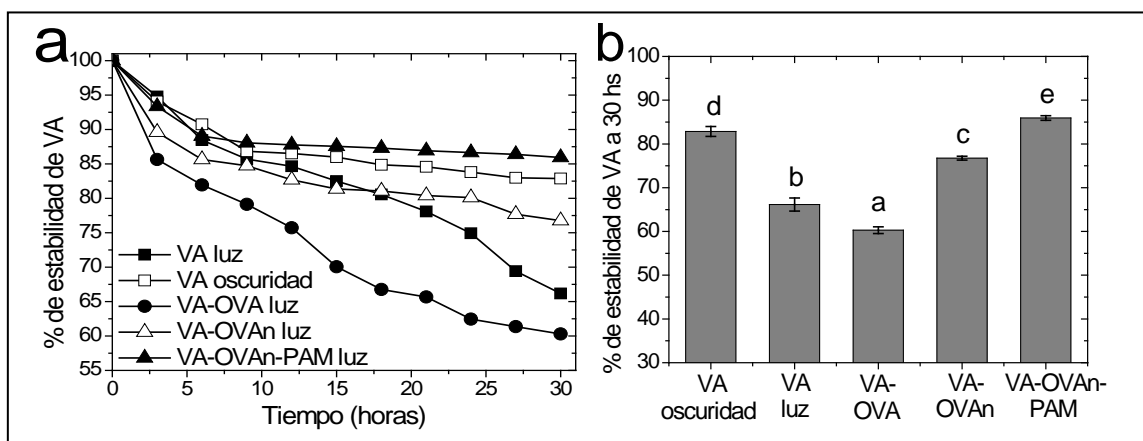 a
% de estabilidad de VA
100
95
90
85
80
75
70
65
60
55
VA luz
VA oscuridad
VA-OVA luz
VA-OVAn luz
VA-OVAn-PAM luz
0
5
10
15
20
25
30
Tiempo (horas)
b
% de estabilidad de VA a 30 hs
100
90
80
70
60
50
40
30
d
b
a
c
e
VA
oscuridad
VA
luz
VA-
OVA
VA-
OVAn
VA-OVAn-
PAM